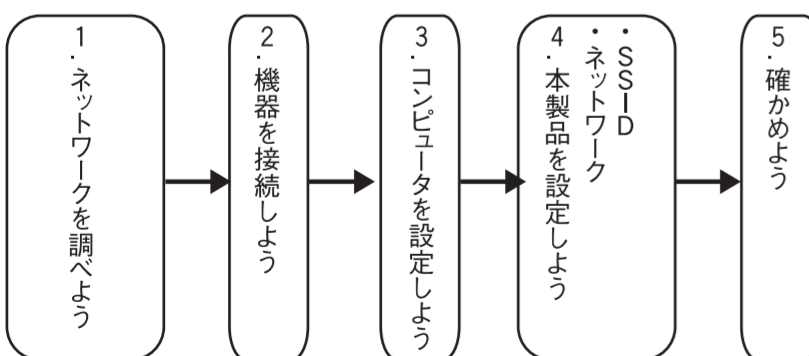 1．ネットワークを調べよう
2．機器を接続しよう
3．コンピュータを設定しよう
4．本製品を設定しよう
・ネットワーク
・SSID
5．確かめよう